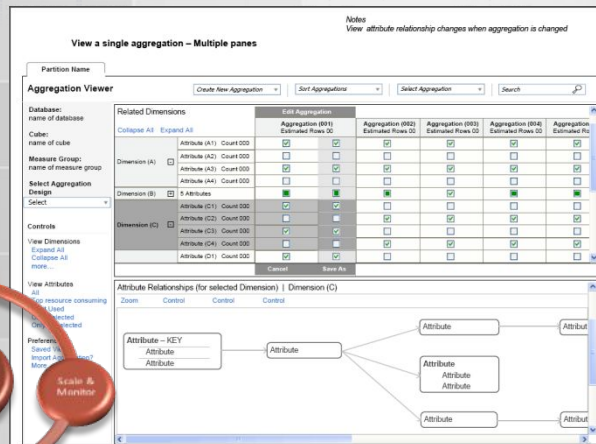 Notes
View attribute relationship changes when aggregation is changed
View a single aggregation – Multiple panes
Partition Name
Aggregation Viewer
Create New Aggregation
Sort Aggregations
Select Aggregation
Search
Database:
name of database
Cube:
name of cube
Measure Group:
name of measure group
Select Aggregation
Design
Select
Controls
View Dimensions
Expand All
Collapse All
more...
View Attributes
All
resource consuming
Used
Preferenc
Saved
Import
More
Scale &
Monitor
Related Dimensions
Collapse All Expand All
Edit Aggregation
Aggregation (001)
Estimated Rows 00
Aggregation (002)
Estimated Rows 00
Aggregation (003)
Estimated Rows 00
Aggregation (004)
Estimated Rows 00
Aggregation
Estimated Ro
Dimension (A)
Attribute (A1) Count 000
Attribute (A2) Count 000
Attribute (A3) Count 000
Attribute (A4) Count 000
Dimension (B)
5 Attributes
Dimension (C)
Attribute (C1) Count 000
Attribute (C2) Count 000
Attribute (C3) Count 000
Attribute (C4) Count 000
Attribute (D1) Count 000
Cancel
Save As
Attribute Relationships (for selected Dimension) | Dimension (C)
Zoom Control Control Control
Attribute – KEY
Attribute
Attribute
Attribute
Attribute
Attribut
Attribute
Attribute
Attribute
Attribute
Attribut